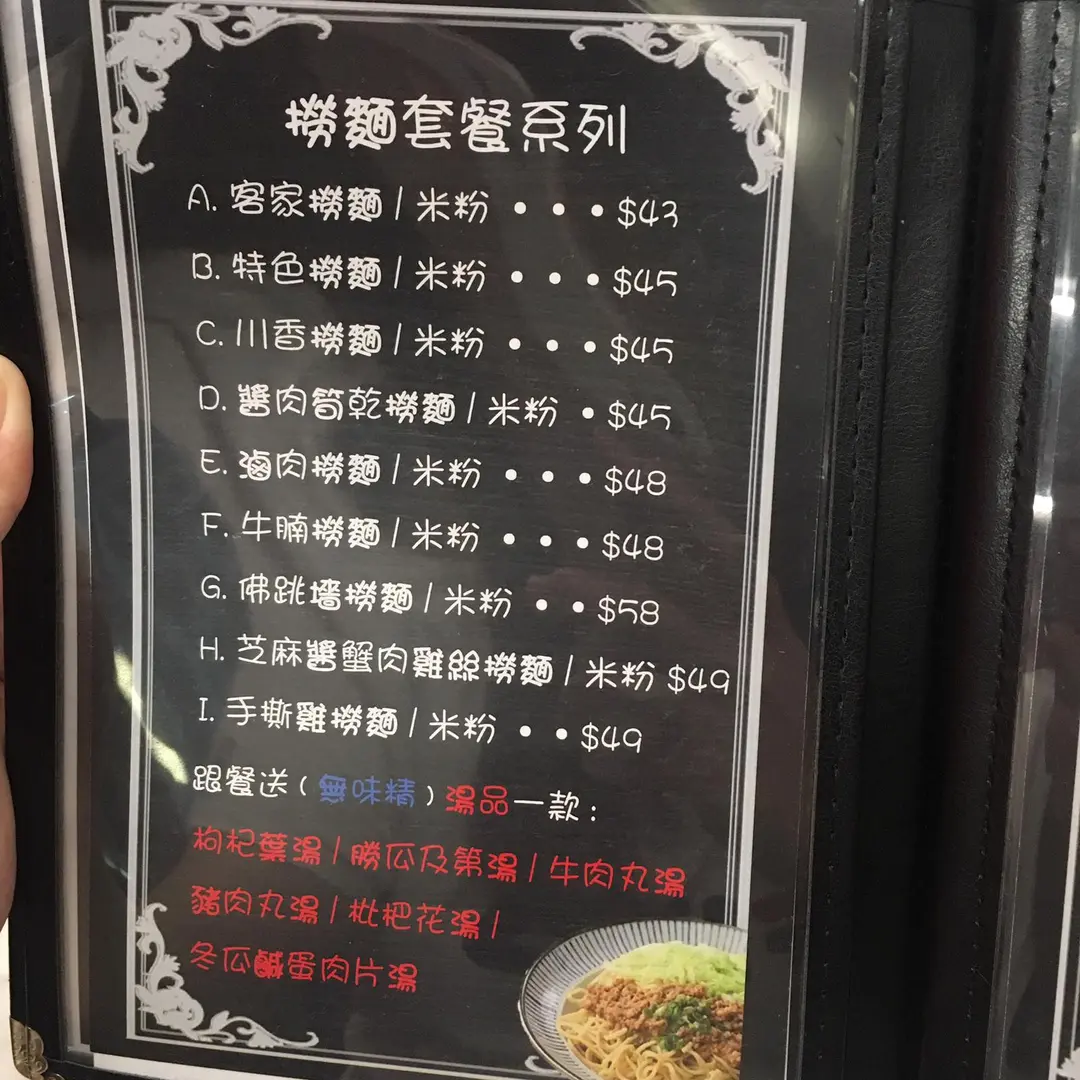 撈麵套餐系列
A. 客家撈麵 / 米粉 • • • $43
B. 特色撈麵 / 米粉 • • • $45
C. 川香撈麵 / 米粉 • • • $45
D. 醬肉筍乾撈麵 / 米粉 • $45
E. 滷肉撈麵 / 米粉 • • • $48
F. 牛腩撈麵 / 米粉 • • • $48
G. 佛跳墻撈麵 / 米粉 • • $58
H. 芝麻醬蟹肉雞絲撈麵 / 米粉 $49
I. 手撕雞撈麵 / 米粉 • • $49
跟餐送 ( 無味精 ) 湯品一款 :
枸杞葉湯 / 勝瓜及第湯 / 牛肉丸湯
豬肉丸湯 / 枇杷花湯 /
冬瓜鹹蛋肉片湯